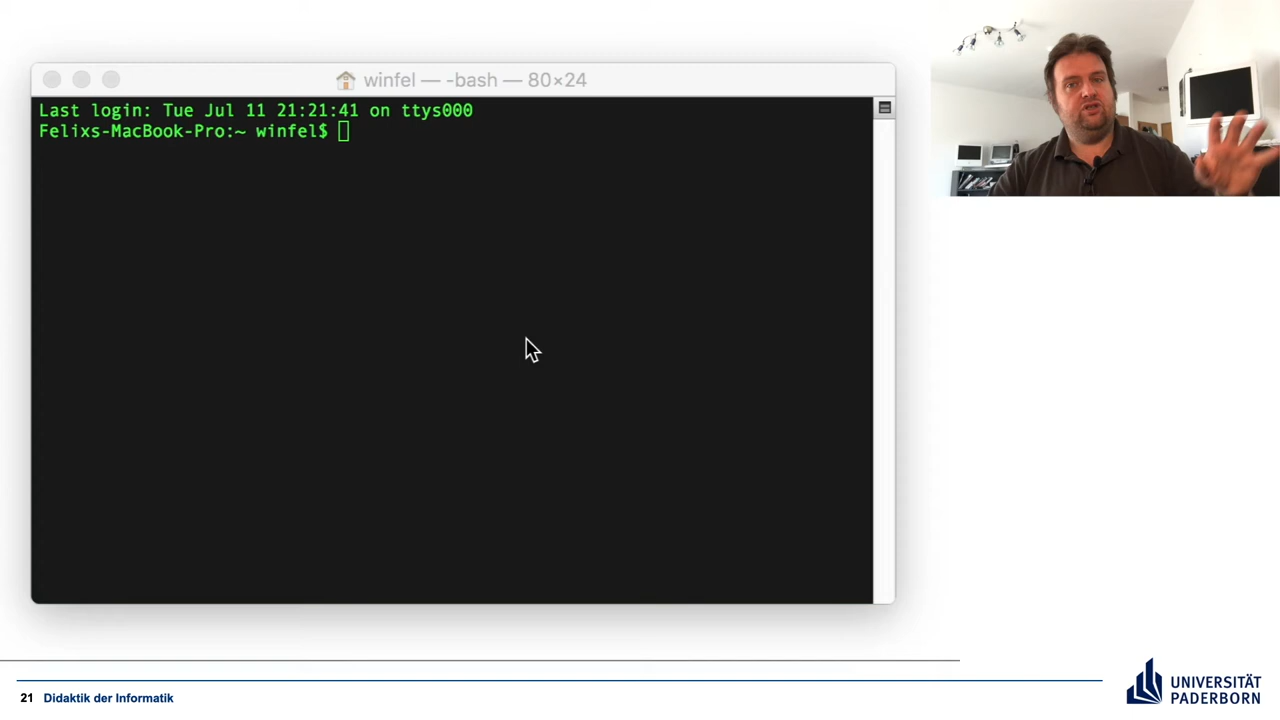 winfel — -bash — 80×24
Last login: Tue Jul 11 21:21:41 on ttys000
Felixs-MacBook-Pro:~ winfel$
21 Didaktik der Informatik
UNIVERSITÄT
PADERBORN